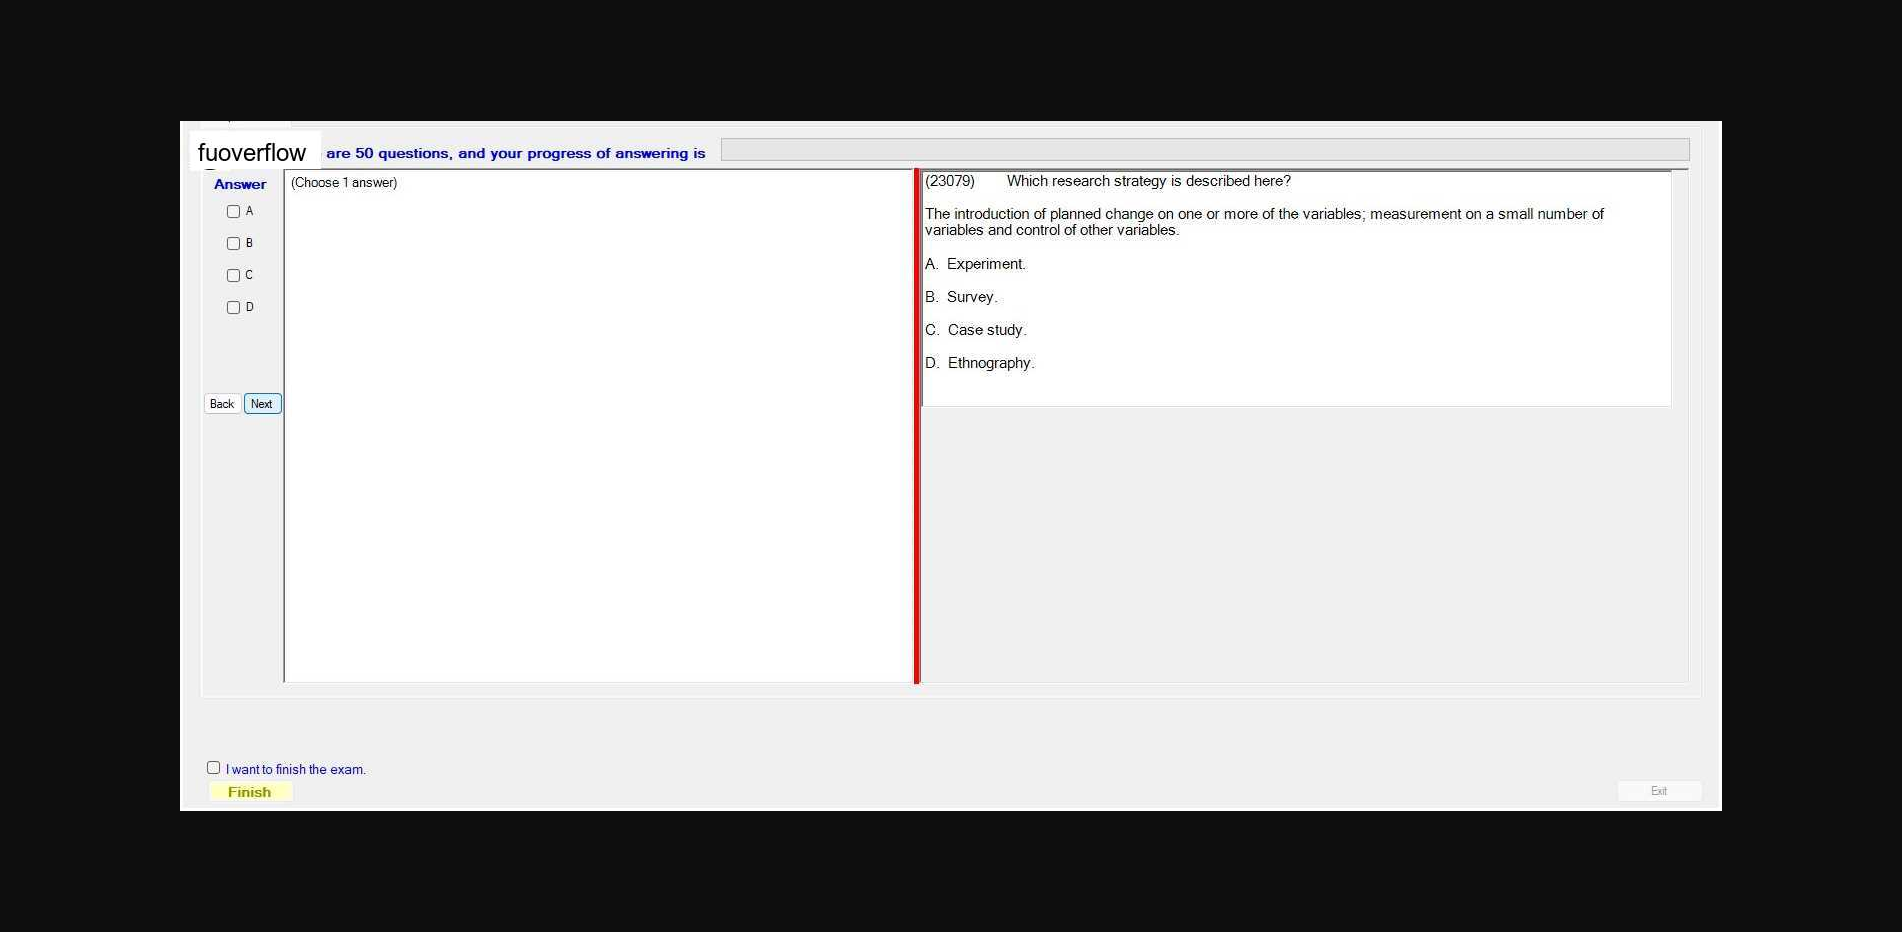 fuoverflow are 50 questions, and your progress of answering is
Answer
A
B
C
D
Back Next
(Choose 1 answer)
(23079) Which research strategy is described here?
The introduction of planned change on one or more of the variables; measurement on a small number of
variables and control of other variables.
A. Experiment.
B. Survey.
C. Case study.
D. Ethnography.
I want to finish the exam.
Finish
Exit